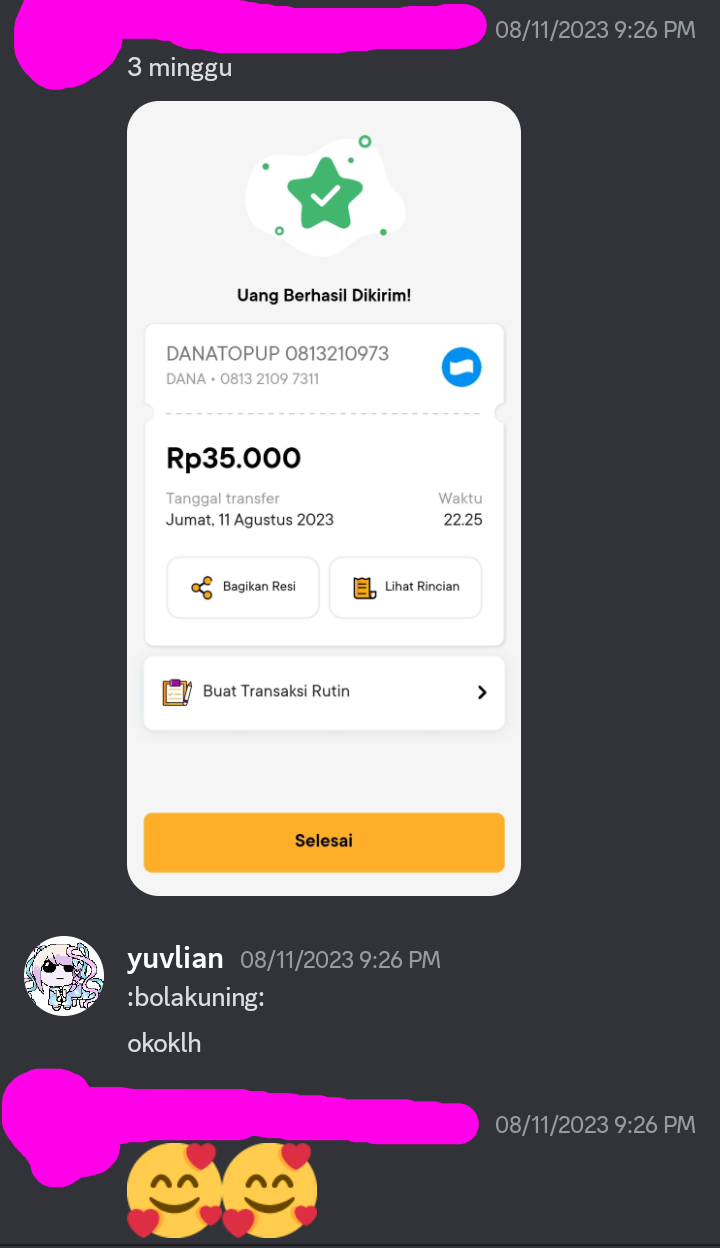 08/11/2023 9:26 PM
3 minggu
Uang Berhasil Dikirim!
DANATOPUP 0813210973
DANA • 0813 2109 7311
Rp35.000
Tanggal transfer Waktu
Jumat, 11 Agustus 2023 22.25
Bagikan Resi Lihat Rincian
Buat Transaksi Rutin
Selesai
yuvlian 08/11/2023 9:26 PM
:bolakuning:
okoklh
08/11/2023 9:26 PM